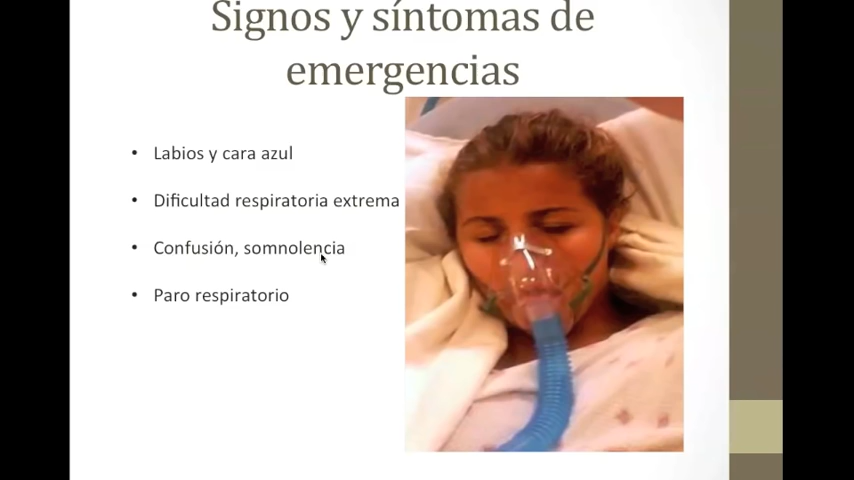 Signos y síntomas de
emergencias
• Labios y cara azul
• Dificultad respiratoria extrema
• Confusión, somnolencia
• Paro respiratorio